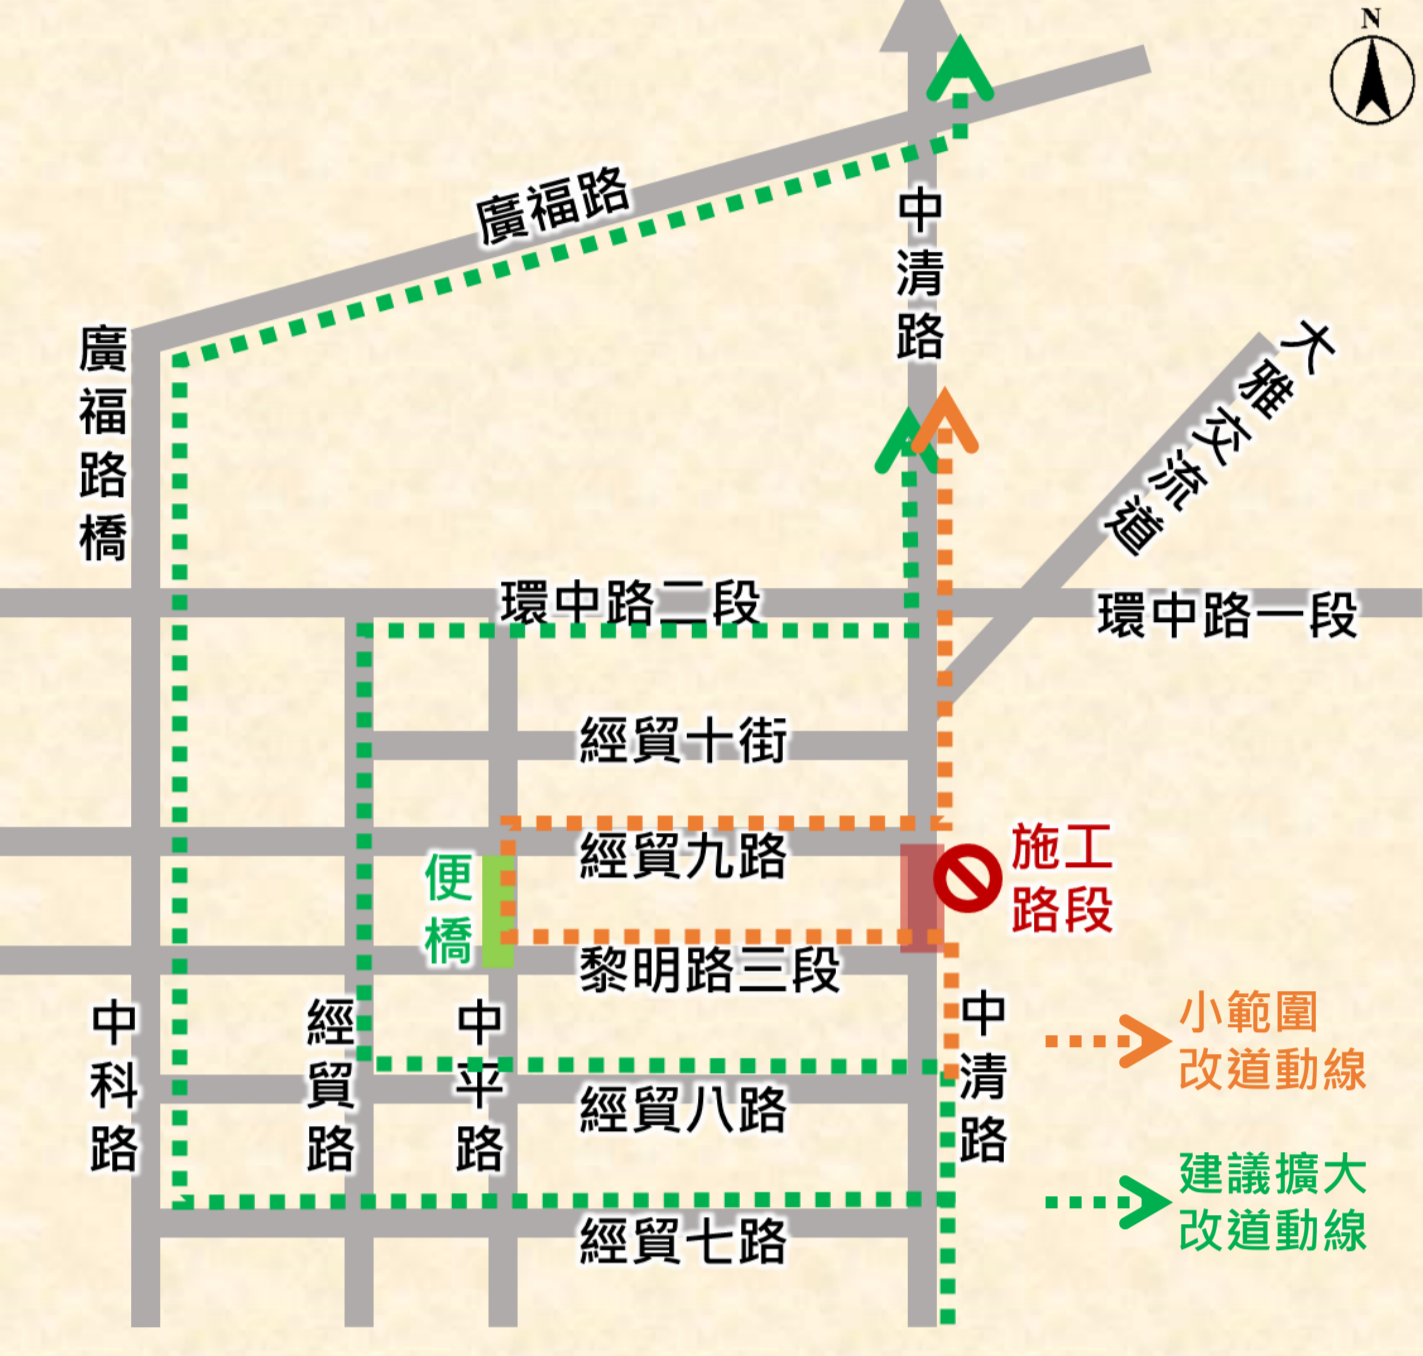 N
廣福路
中清路
廣福路橋
大雅交流道
環中路二段
環中路一段
經貿十街
經貿九路
便橋
施工
路段
黎明路三段
中科路
經貿路
中平路
中清路
小範圍
改道動線
經貿八路
建議擴大
改道動線
經貿七路